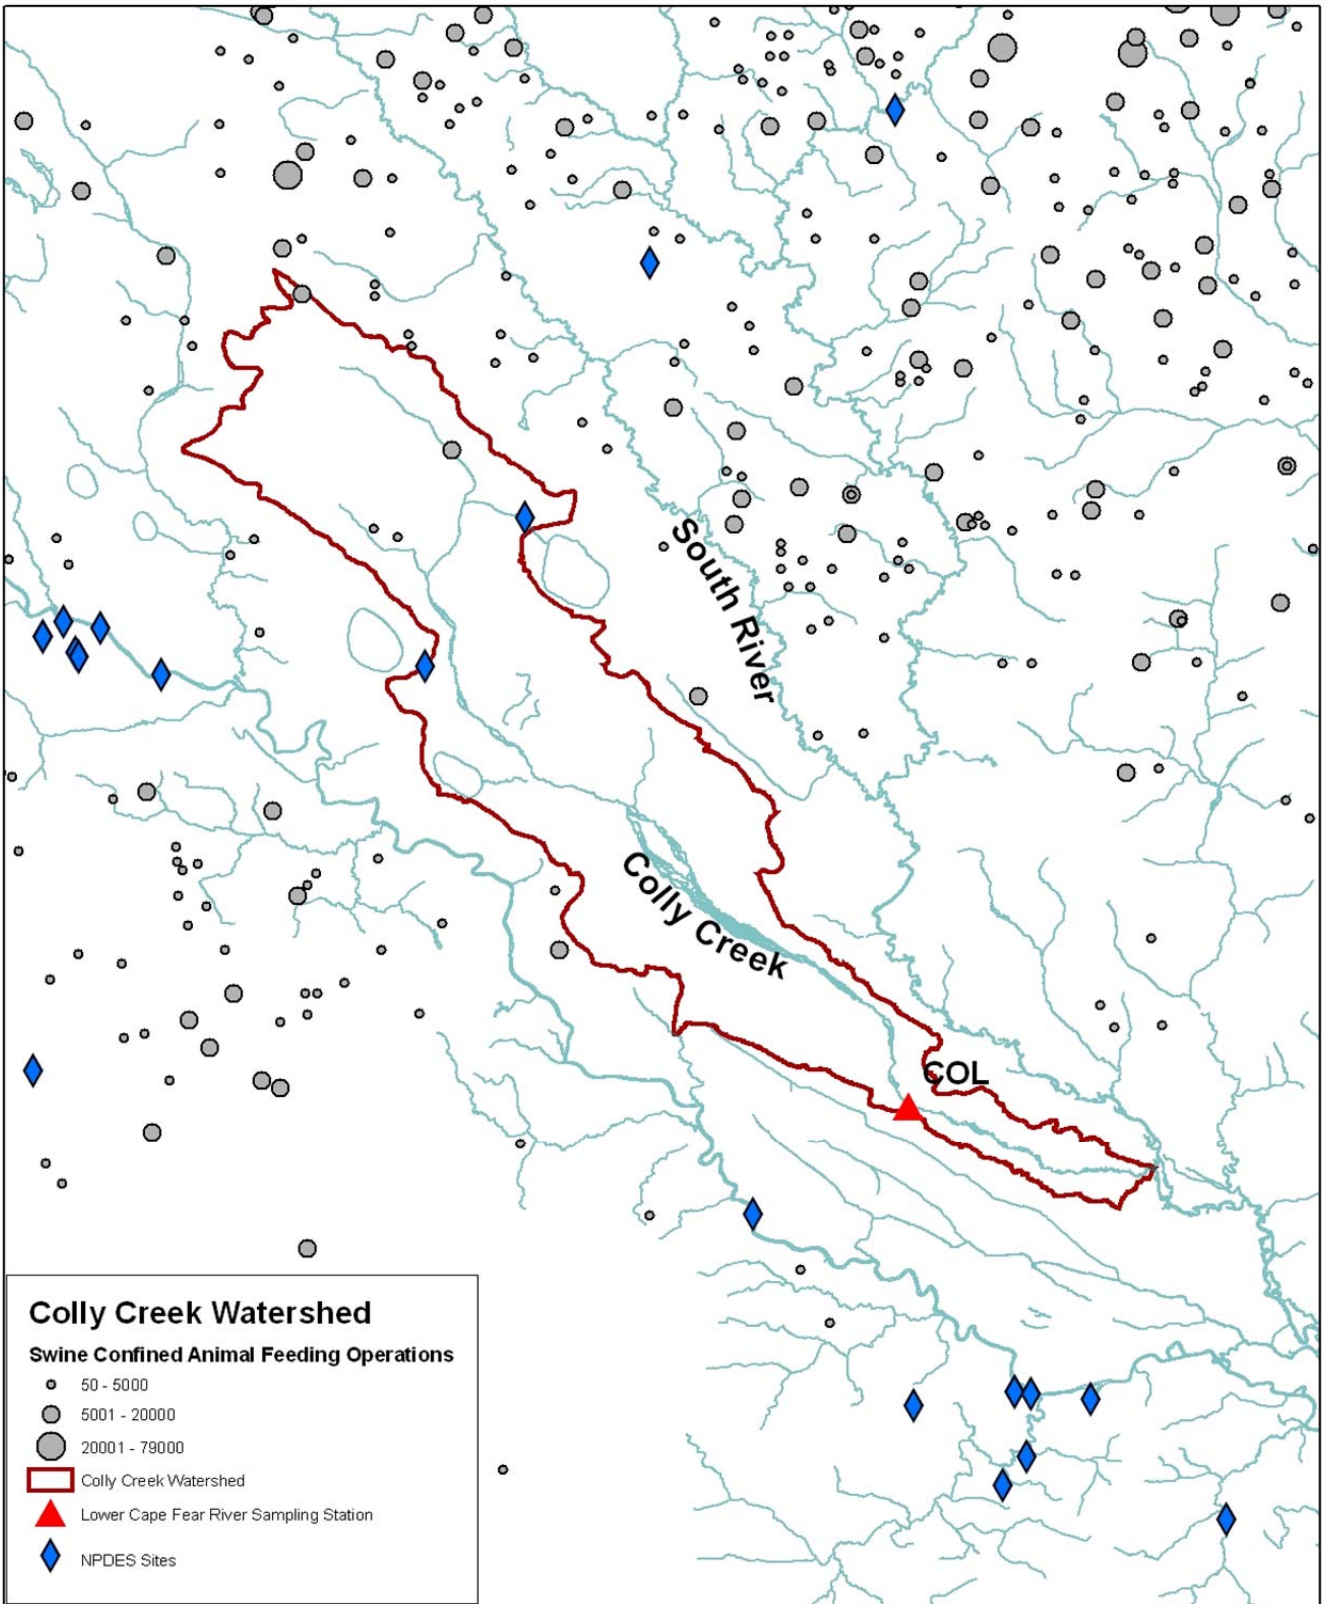 South River
Colly Creek
COL
Colly Creek Watershed
Swine Confined Animal Feeding Operations
50 - 5000
5001 - 20000
20001 - 79000
Colly Creek Watershed
Lower Cape Fear River Sampling Station
NPDES Sites